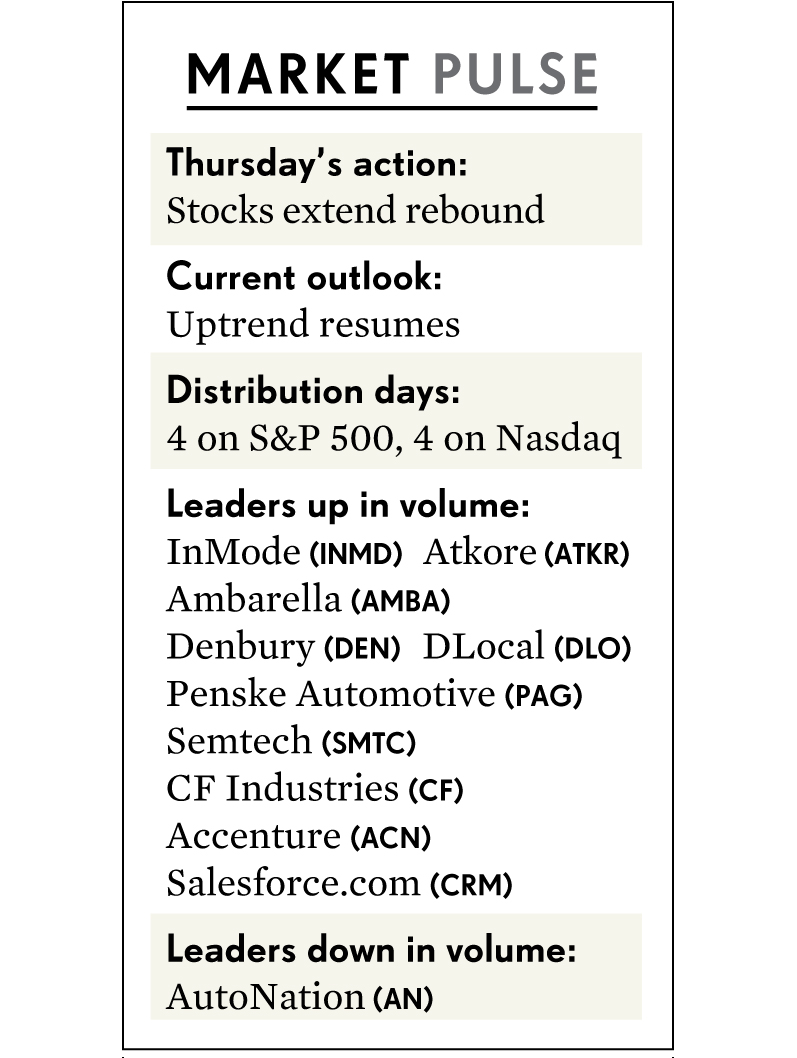 MARKET PULSE
Thursday’s action:
Stocks extend rebound
Current outlook:
Uptrend resumes
Distribution days:
4 on S&P 500, 4 on Nasdaq
Leaders up in volume:
InMode (INMD) Atkore (ATKR)
Ambarella (AMBA)
Denbury (DEN) DLocal (DLO)
Penske Automotive (PAG)
Semtech (SMTC)
CF Industries (CF)
Accenture (ACN)
Salesforce.com (CRM)
Leaders down in volume:
AutoNation (AN)